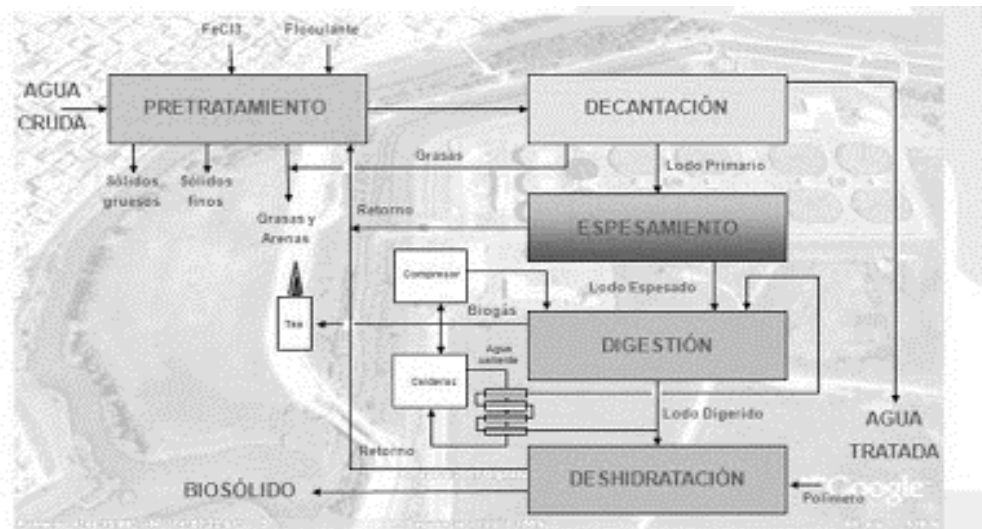 FeCl3
Floculante
AGUA
CRUDA
PRETRATAMIENTO
DECANTACIÓN
Grasas
Lodo Primario
Sólidos
gruesos
Sólidos
finos
Grasas y
Arenas
Retorno
ESPESAMIENTO
Compresor
Lodo Espesado
Biogás
Tea
DIGESTIÓN
Agua
caliente
Calderas
Lodo Digerido
AGUA
TRATADA
Retorno
DESHIDRATACIÓN
BIOSÓLIDO
Polímero
Google